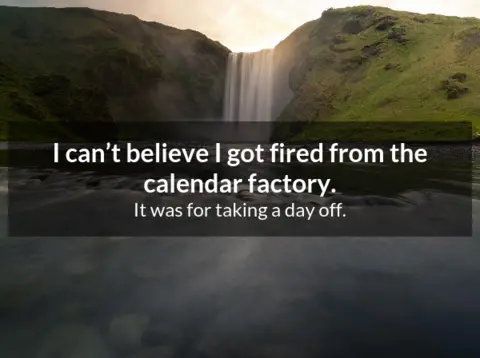 I can’t believe I got fired from the
calendar factory.
It was for taking a day off.